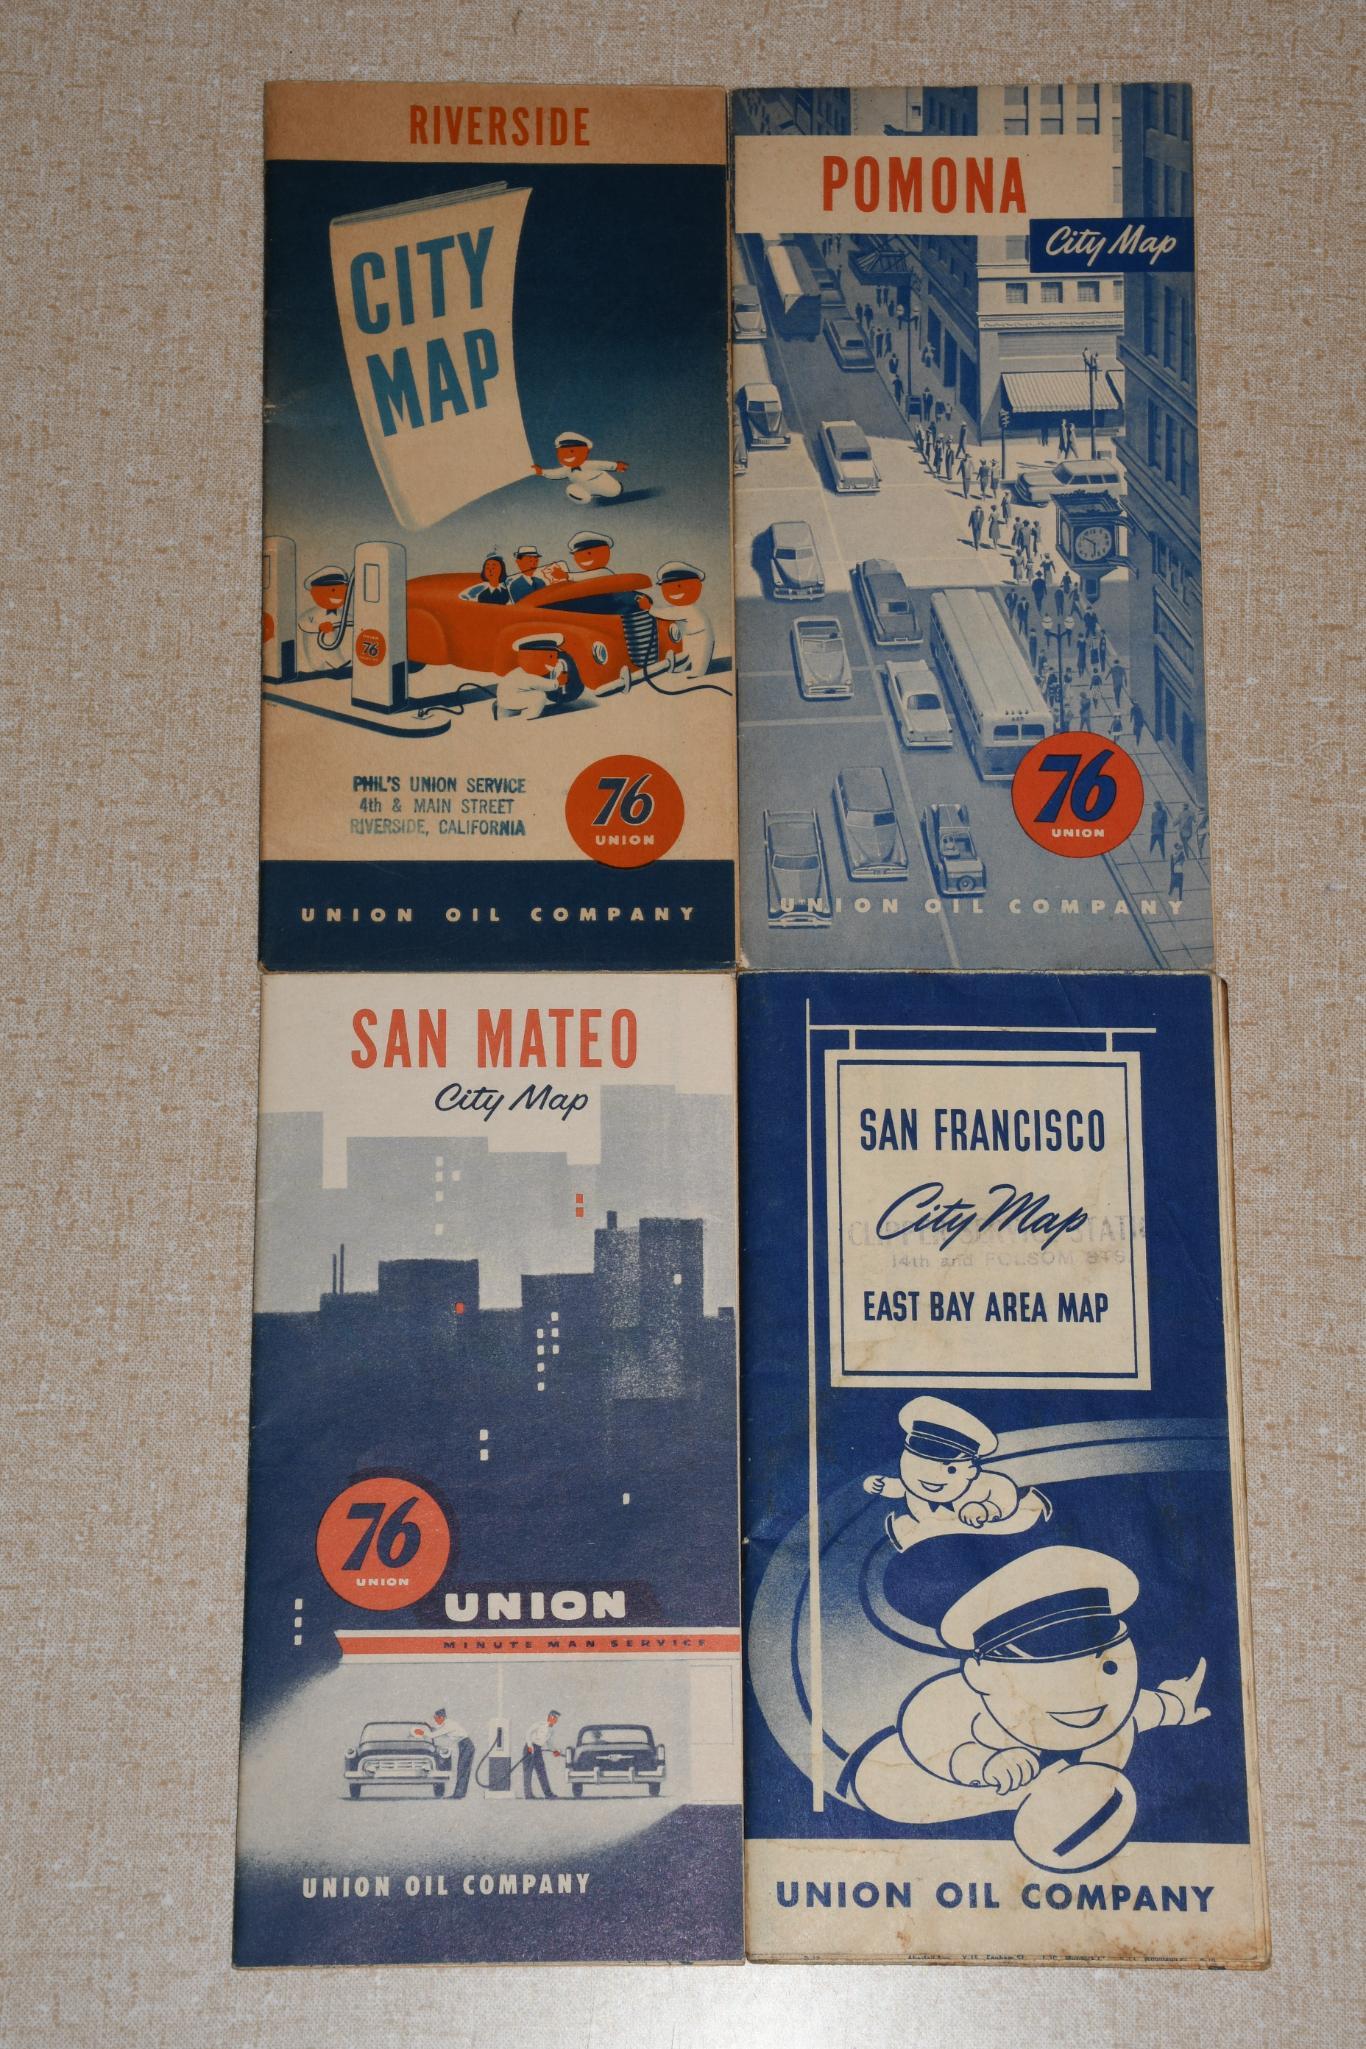 RIVERSIDE
CITY
MAP
UNION
76
PHIL'S UNION SERVICE
4th & MAIN STREET
RIVERSIDE, CALIFORNIA
76
UNION
UNION OIL COMPANY
POMONA
City Map
76
UNION
UNION OIL COMPANY
SAN MATEO
City Map
76
UNION
UNION
MINUTE MAN SERVICE
UNION OIL COMPANY
SAN FRANCISCO
City Map
14th and FOLSOM STS
EAST BAY AREA MAP
UNION OIL COMPANY